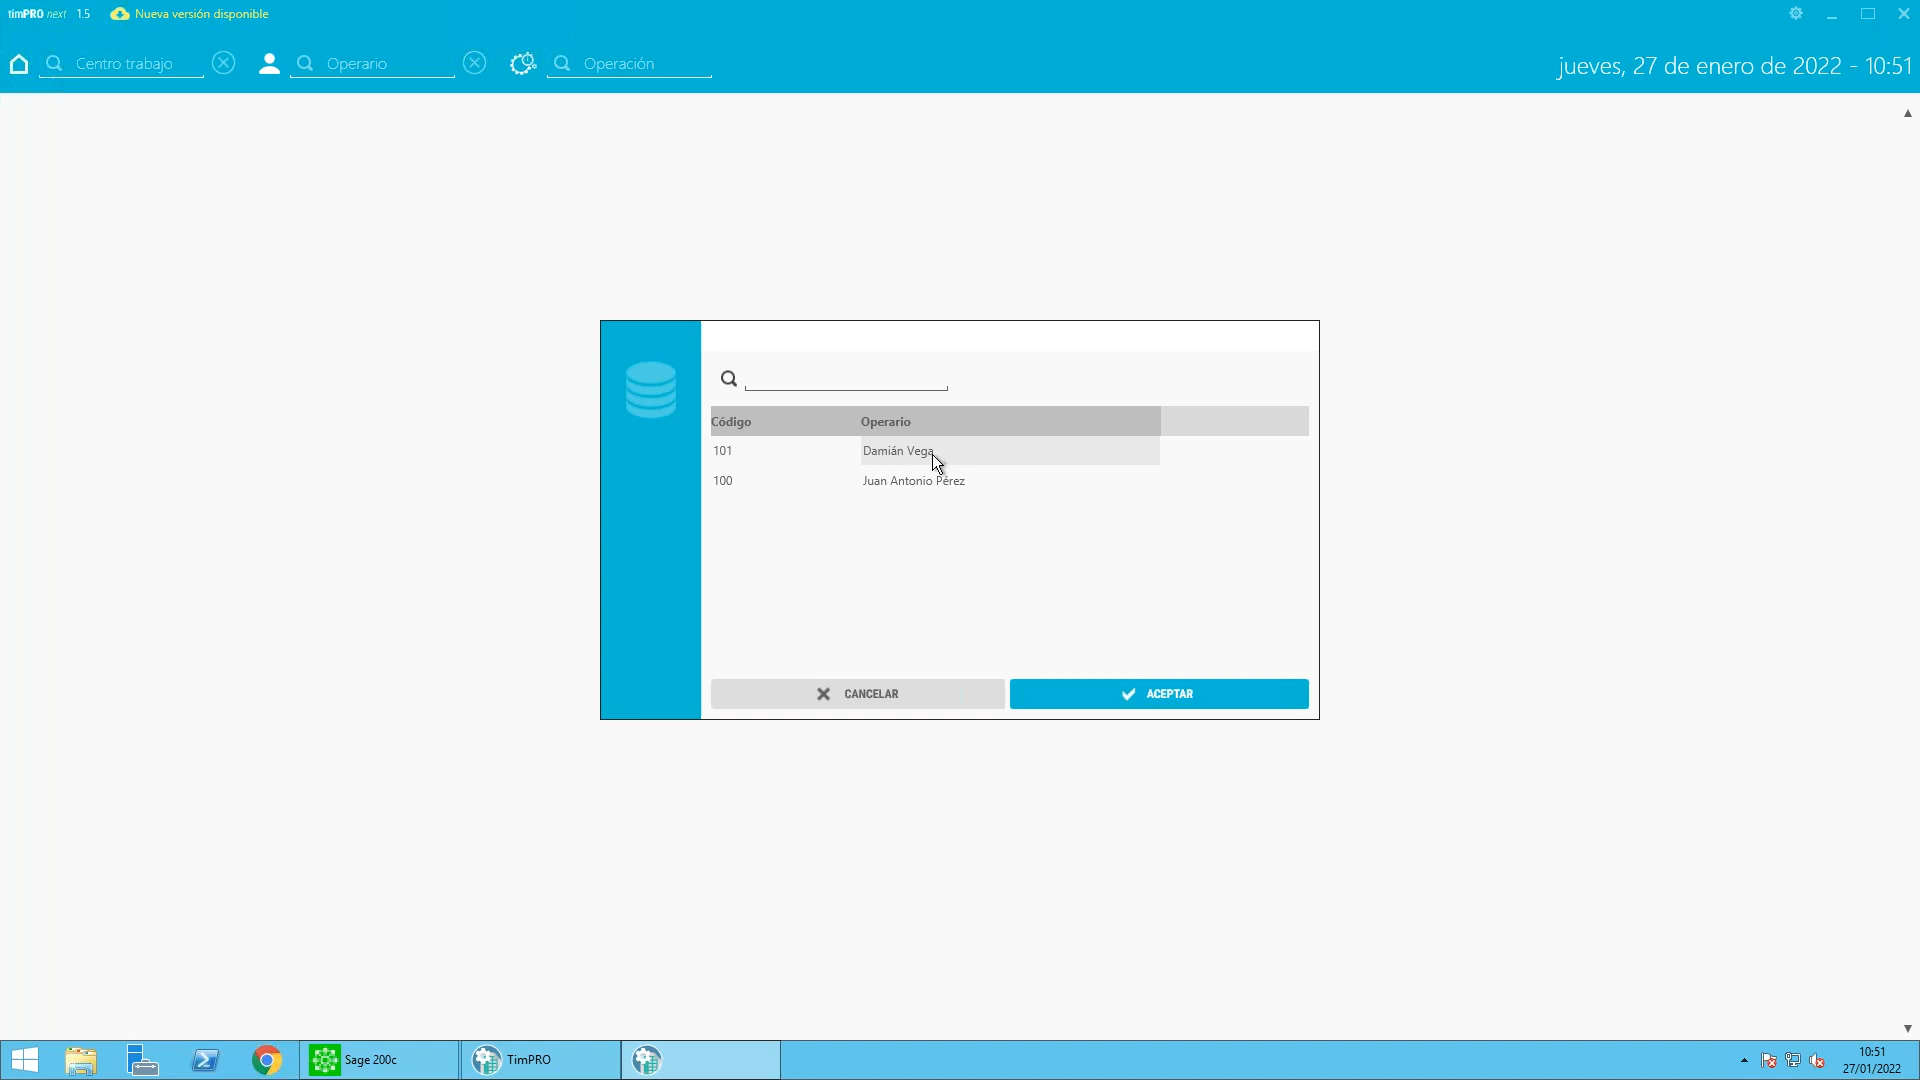 timPRO next 1.5 Nueva versión disponible
Centro trabajo Operario Operación jueves, 27 de enero de 2022 - 10:51
Código Operario
101 Damián Vega
100 Juan Antonio Pérez
CANCELAR ACEPTAR
Sage 200c TimPRO 10:51
27/01/2022